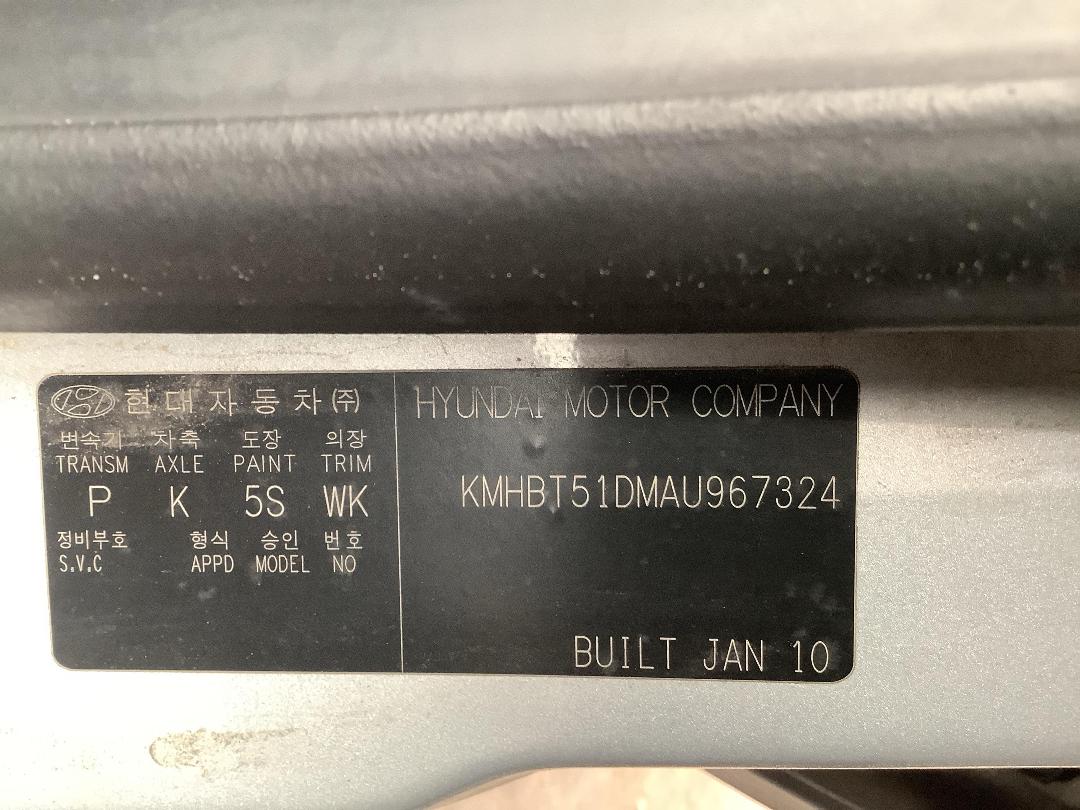 현대자동차(주)
변속기 차축 도장 의장
TRANSM AXLE PAINT TRIM
P K 5S WK
정비부호 형식 승인 번호
S.V.C APPD MODEL NO
HYUNDAI MOTOR COMPANY
KMHBT51DMAU967324
BUILT JAN 10